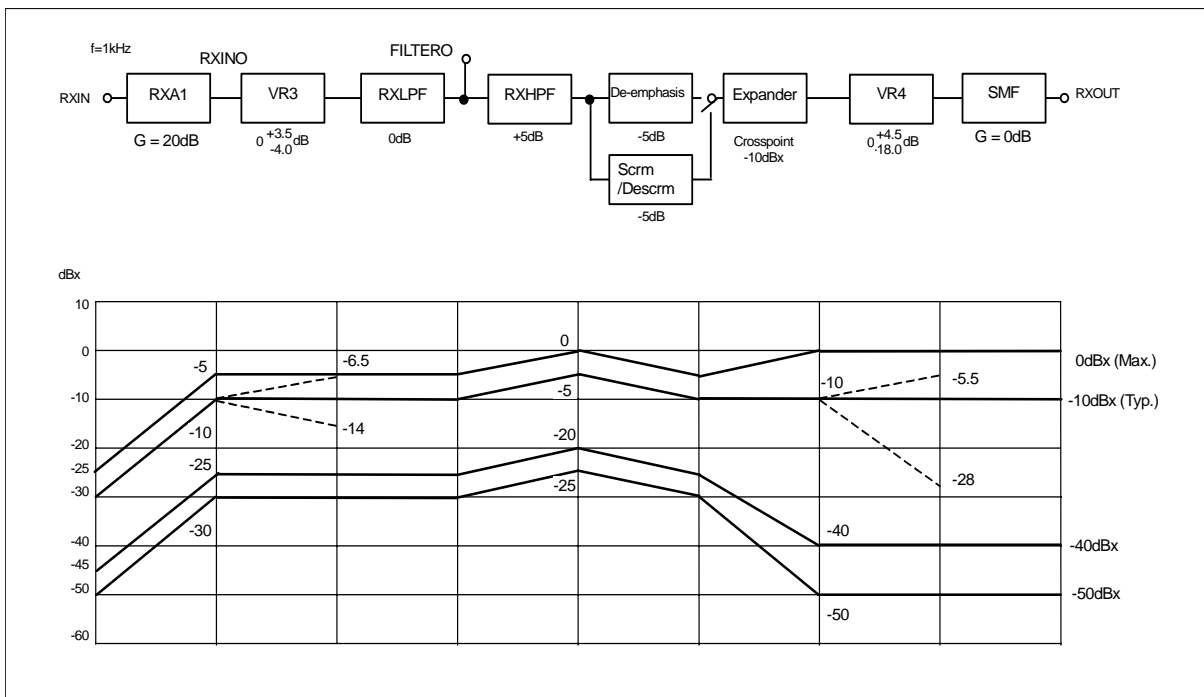 f=1kHz
RXINO
FILTERO
RXIN
RXA1
VR3
RXLPF
RXHPF
De-emphasis
Expander
VR4
SMF
RXOUT
G = 20dB
0 +3.5 -4.0 dB
0dB
+5dB
-5dB
Crosspoint
-10dBx
0 +4.5 -18.0 dB
G = 0dB
Scrm
/Descrm
-5dB
dBx
10
0
-10
-20
-25
-30
-40
-45
-50
-60
-5
-6.5
0
-10
-5.5
-5
-14
-10
-20
-25
-25
-28
-30
-40
-50
0dBx (Max.)
-10dBx (Typ.)
-40dBx
-50dBx